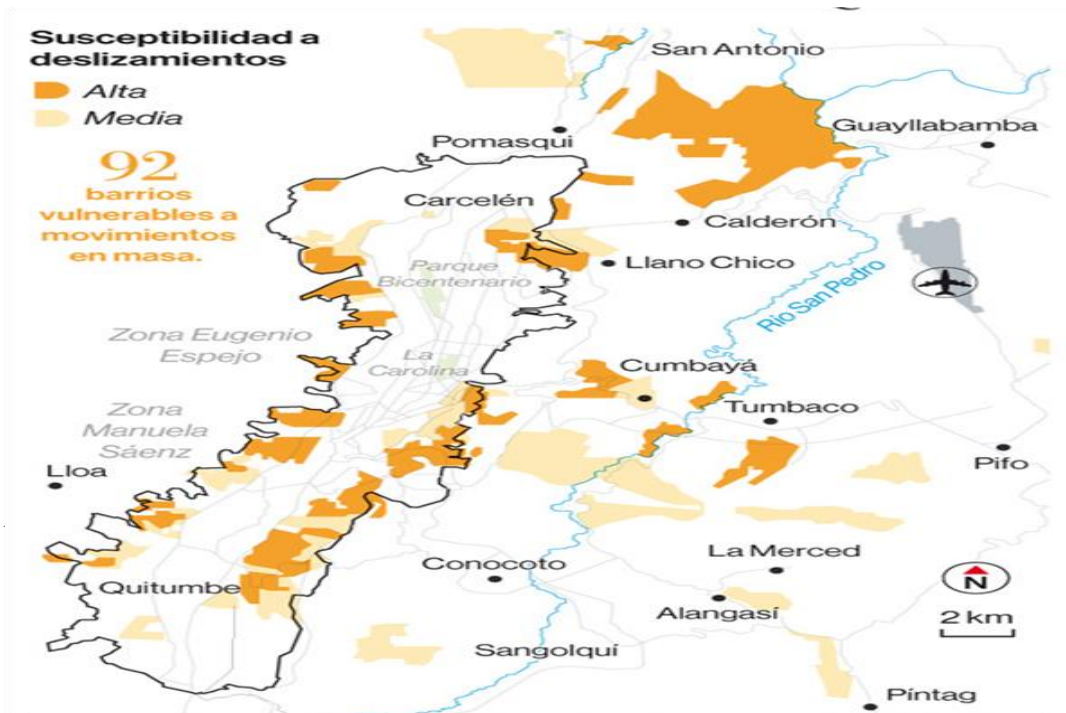 Susceptibilidad a
deslizamientos
Alta
Media
92
barrios
vulnerables a
movimientos
en masa.
San Antonio
Pomasqui
Guayllabamba
Carcelén
Calderón
Llano Chico
Parque
Bicentenario
Rio San Pedro
Zona Eugenio
Espejo
La
Carolina
Cumbayá
Zona
Manuela
Sáenz
Tumbaco
Lloa
Pifo
Conocoto
La Merced
N
Quitumbe
Alangasí
2 km
Sangolquí
Píntag